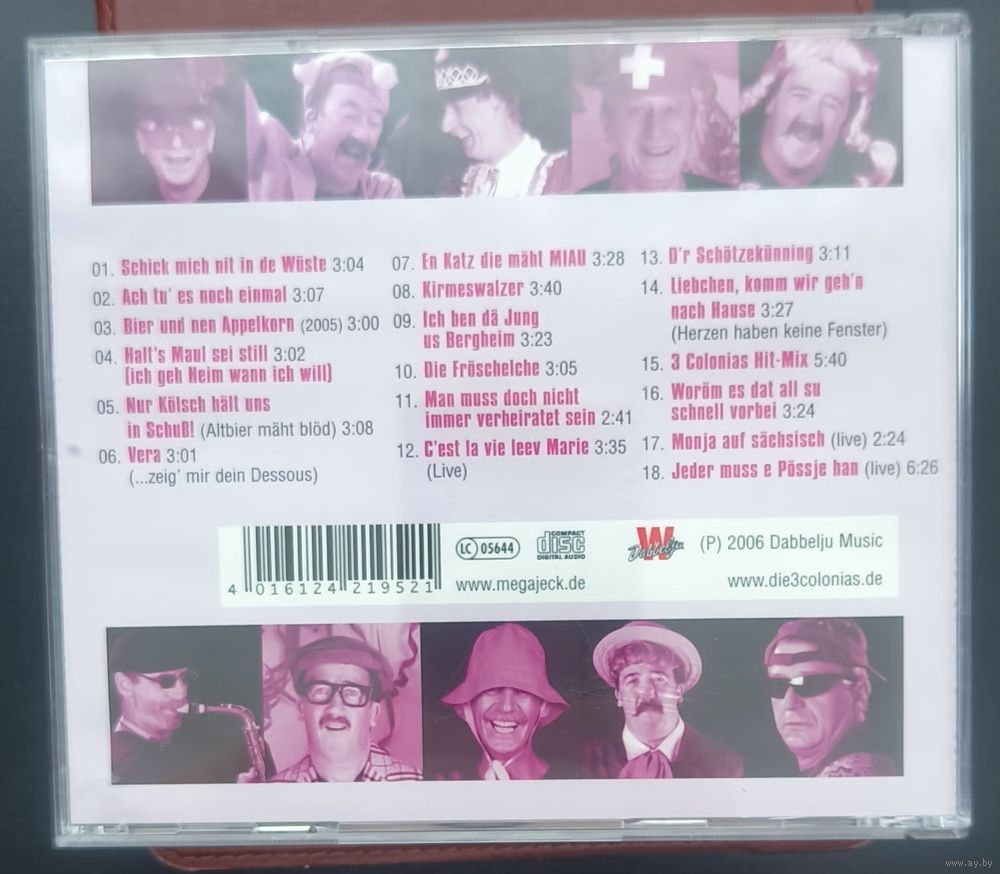 01. Schick mich nit in de Wüste 3:04
02. Ach tu' es noch einmal 3:07
03. Bier und nen Appelkorn (2005) 3:00
04. Halt's Maul sei still 3:02
(ich geh Heim wann ich will)
05. Nur Kölsch hält uns
in Schuß! (Altbier mäht blöd) 3:08
06. Vera 3:01
(...zeig' mir dein Dessous)
07. En Katz die mäht MIAU 3:28
08. Kirmeswalzer 3:40
09. Ich ben dä Jung
us Bergheim 3:23
10. Die Fröschelche 3:05
11. Man muss doch nicht
immer verheiratet sein 2:41
12. C'est la vie leev Marie 3:35
(Live)
13. D'r Schötzekünning 3:11
14. Liebchen, komm wir geh'n
nach Hause 3:27
(Herzen haben keine Fenster)
15. 3 Colonias Hit-Mix 5:40
16. Woröm es dat all su
schnell vorbei 3:24
17. Monja auf sächsisch (live) 2:24
18. Jeder muss e Pössje han (live) 6:26
4 016124 219521
LC 05644
COMPACT
disc
DIGITAL AUDIO
W
Dabbelju
(P) 2006 Dabbelju Music
www.megajeck.de
www.die3colonias.de
www.ay.by